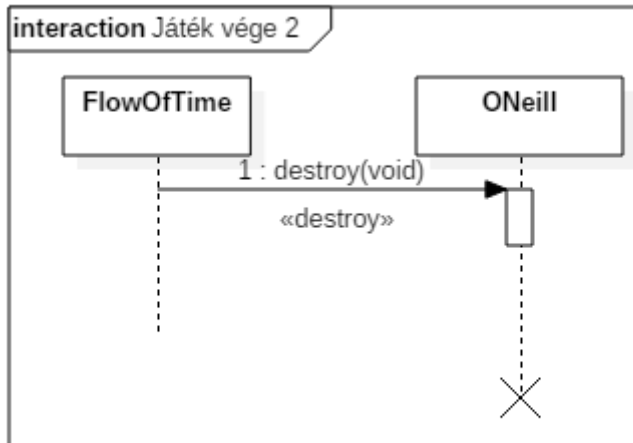 interaction Játék vége 2
FlowOfTime
ONeill
1 : destroy(void)
«destroy»